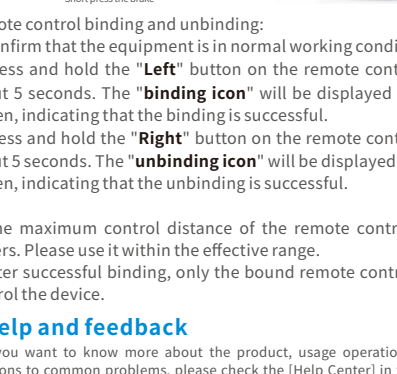 Short press the brake
ote control binding and unbinding:
nfirm that the equipment is in normal working condi
ess and hold the "Left" button on the remote cont
ut 5 seconds. The "binding icon" will be displayed
en, indicating that the binding is successful.
ess and hold the "Right" button on the remote cont
ut 5 seconds. The "unbinding icon" will be displayed
en, indicating that the unbinding is successful.
he maximum control distance of the remote contr
ers. Please use it within the effective range.
ter successful binding, only the bound remote contr
rol the device.
elp and feedback
you want to know more about the product, usage operatio
ons to common problems, please check the [Help Center] in